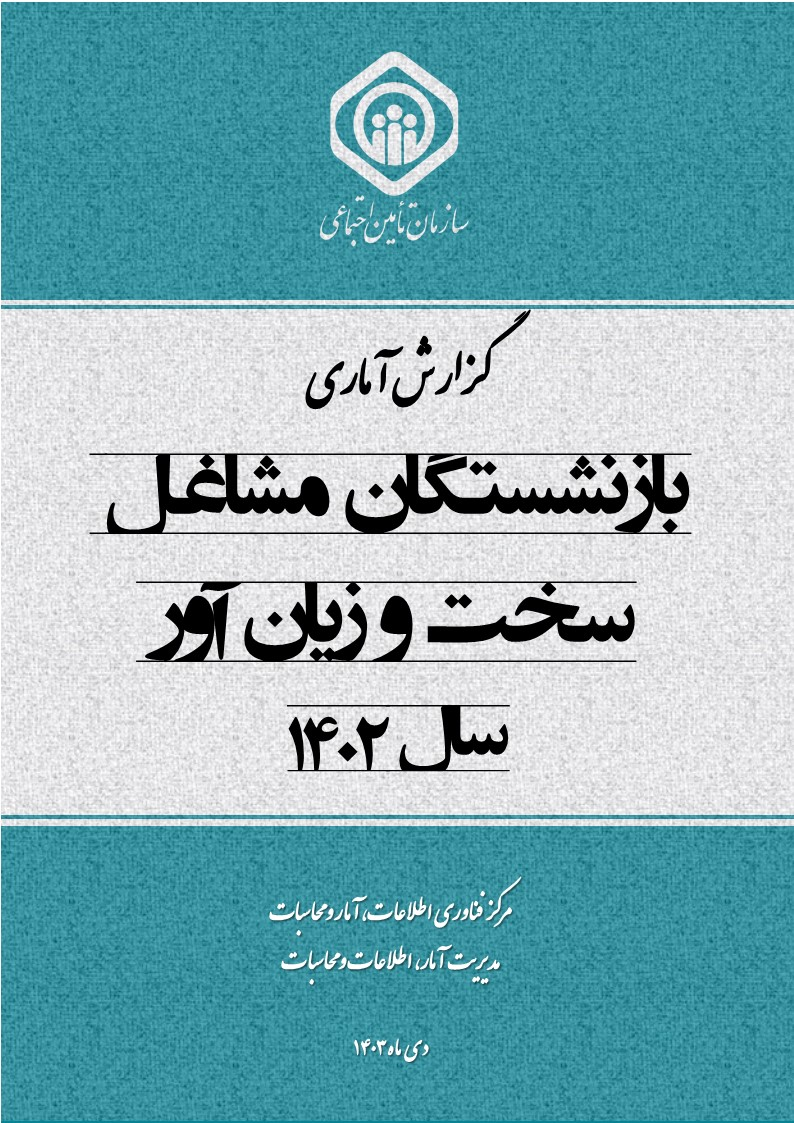 سازمان تأمین اجتماعی
گزارش آماری
بازنشستگان مشاغل
سخت و زیان آور
سال ۱۴۰۲
مرکز فناوری اطلاعات، آمار و محاسبات
مدیریت آمار، اطلاعات و محاسبات
دی ماه ۱۴۰۳